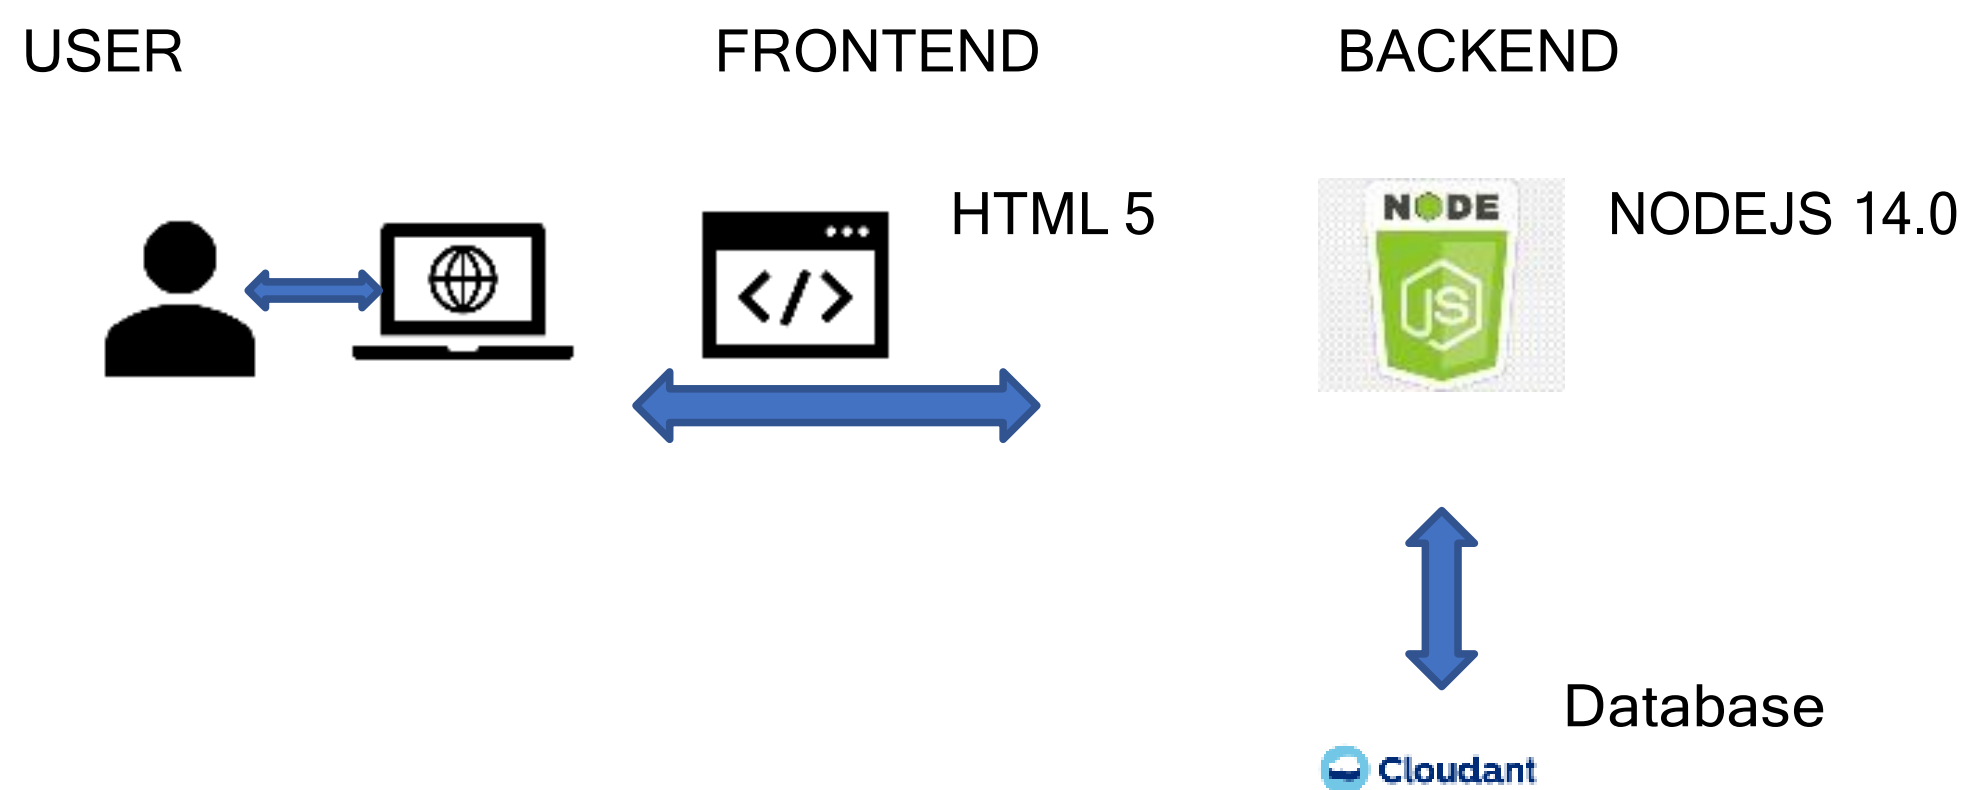 USER
FRONTEND
BACKEND
HTML 5
</>
NODE
JS
NODEJS 14.0
Database
Cloudant